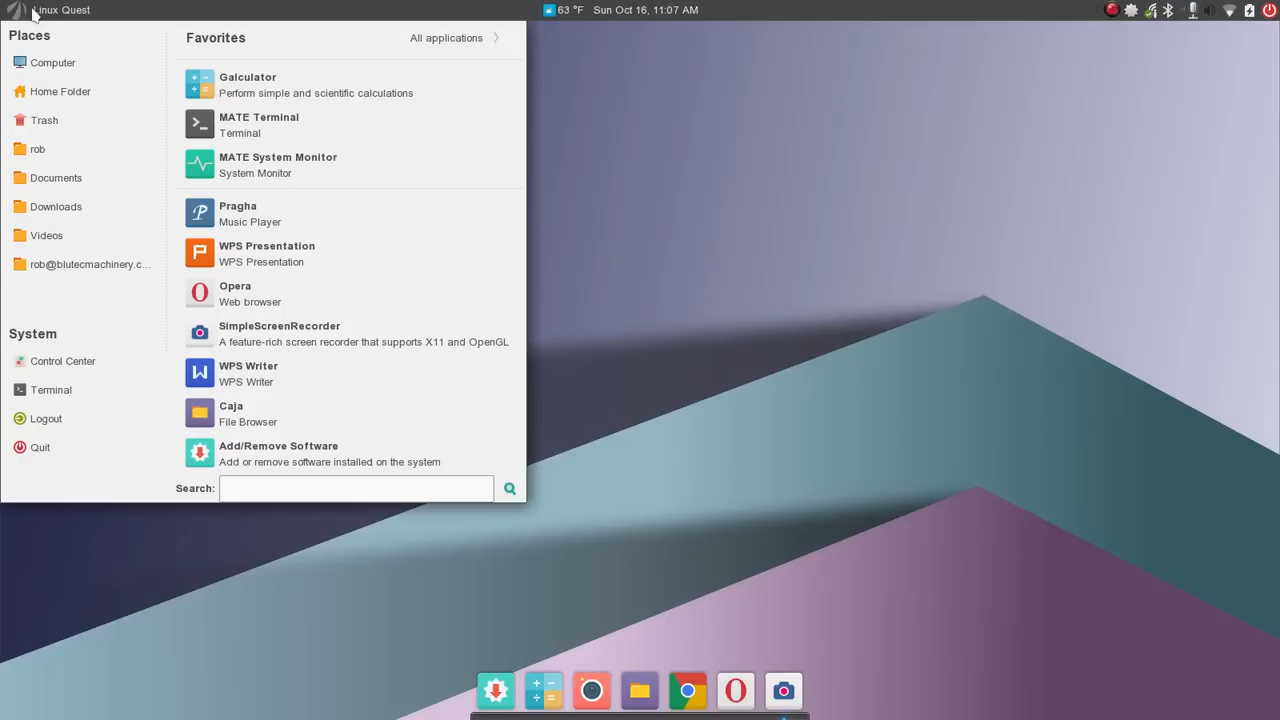 Linux Quest
63 °F Sun Oct 16, 11:07 AM
Places
Computer
Home Folder
Trash
rob
Documents
Downloads
Videos
rob@blutecmachinery.c...
System
Control Center
Terminal
Logout
Quit
Favorites
All applications
Galculator
Perform simple and scientific calculations
MATE Terminal
Terminal
MATE System Monitor
System Monitor
Pragha
Music Player
WPS Presentation
WPS Presentation
Opera
Web browser
SimpleScreenRecorder
A feature-rich screen recorder that supports X11 and OpenGL
WPS Writer
WPS Writer
Caja
File Browser
Add/Remove Software
Add or remove software installed on the system
Search: